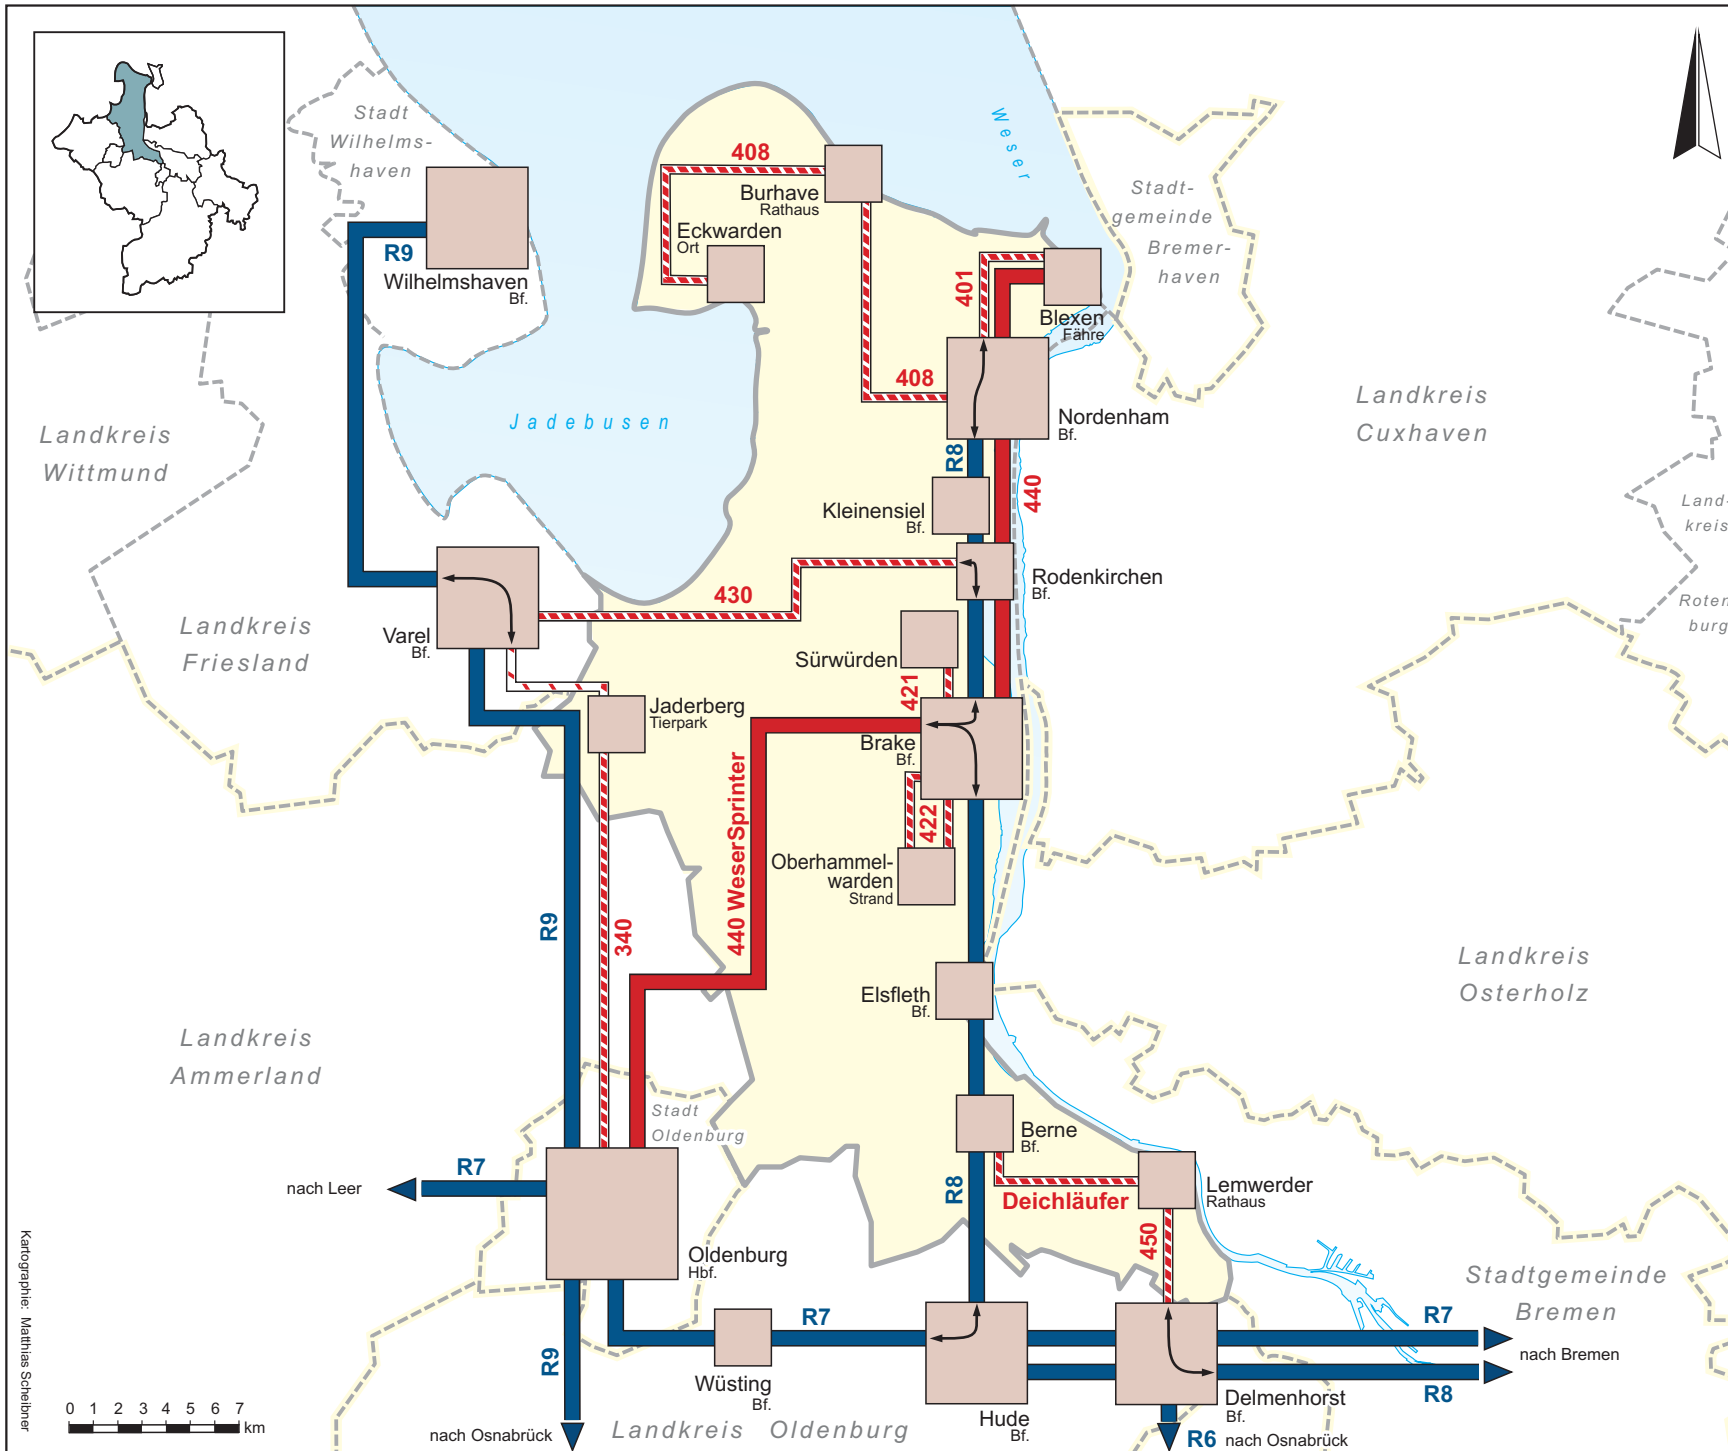 Stadt
Wilhelms-
haven
408
Burhave
Rathaus
Weser
Stadt-
gemeinde
Bremer-
haven
Eckwarden
Ort
R9
Wilhelmshaven
Bf.
401
Blexen
Fähre
408
Jadebusen
Nordenham
Bf.
Landkreis
Cuxhaven
Landkreis
Wittmund
R8
440
Kleinensiel
Bf.
Land-
kreis
Roten-
burg
Rodenkirchen
Bf.
430
Landkreis
Friesland
Varel
Bf.
Sürwürden
421
Jaderberg
Tierpark
Brake
Bf.
440 WeserSprinter
422
Oberhammel-
warden
Strand
R9
340
Elsfleth
Bf.
Landkreis
Osterholz
Landkreis
Ammerland
Stadt
Oldenburg
Berne
Bf.
R7
nach Leer
R8
Deichläufer
Lemwerder
Rathaus
450
Oldenburg
Hbf.
Stadtgemeinde
Bremen
R7
R7
nach Bremen
R9
Wüsting
Bf.
R8
Delmenhorst
Bf.
Hude
Bf.
Landkreis Oldenburg
nach Osnabrück
R6 nach Osnabrück
0 1 2 3 4 5 6 7
km
Kartographie: Matthias Scheibner